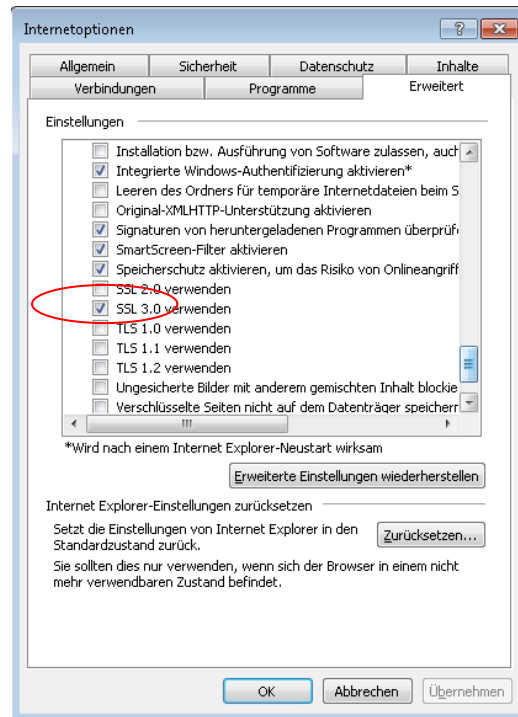 Internetoptionen
Allgemein Sicherheit Datenschutz Inhalte
Verbindungen Programme Erweitert
Einstellungen
Installation bzw. Ausführung von Software zulassen, auch
Integrierte Windows-Authentifizierung aktivieren*
Leeren des Ordners für temporäre Internetdateien beim S
Original-XMLHTTP-Unterstützung aktivieren
Signaturen von heruntergeladenen Programmen überprüf
SmartScreen-Filter aktivieren
Speicherschutz aktivieren, um das Risiko von Onlineangriff
SSL 2.0 verwenden
SSL 3.0 verwenden
TLS 1.0 verwenden
TLS 1.1 verwenden
TLS 1.2 verwenden
Ungesicherte Bilder mit anderem gemischten Inhalt blockie
Verschlüsselte Seiten nicht auf dem Datenträger speichern
*Wird nach einem Internet Explorer-Neustart wirksam
Erweiterte Einstellungen wiederherstellen
Internet Explorer-Einstellungen zurücksetzen
Setzt die Einstellungen von Internet Explorer in den
Standardzustand zurück.
Zurücksetzen...
Sie sollten dies nur verwenden, wenn sich der Browser in einem nicht
mehr verwendbaren Zustand befindet.
OK Abbrechen Übernehmen